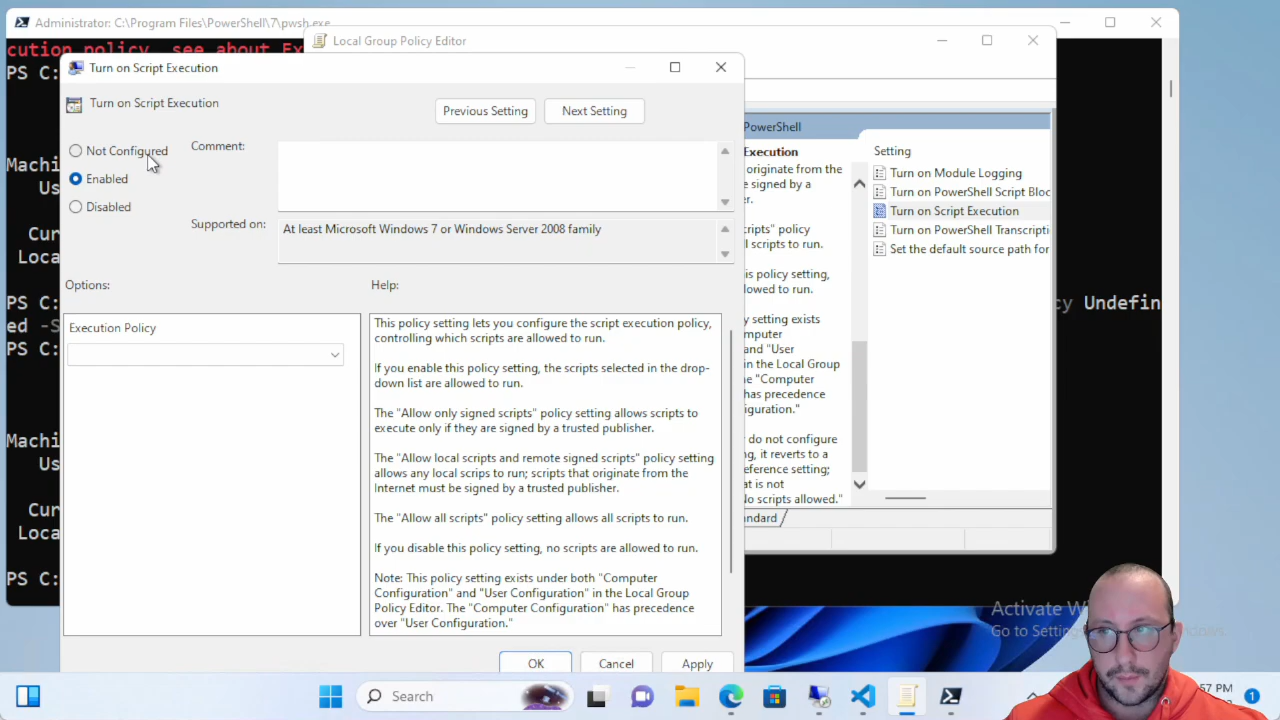 Administrator: C:\Program Files\PowerShell\7\pwsh.exe
cution policy, see about Ex
PS C:
Local Group Policy Editor
Turn on Script Execution
Turn on Script Execution
Previous Setting
Next Setting
Not Configured
Enabled
Disabled
Comment:
Supported on:
At least Microsoft Windows 7 or Windows Server 2008 family
Options:
Help:
Execution Policy
This policy setting lets you configure the script execution policy,
controlling which scripts are allowed to run.
If you enable this policy setting, the scripts selected in the drop-
down list are allowed to run.
The "Allow only signed scripts" policy setting allows scripts to
execute only if they are signed by a trusted publisher.
The "Allow local scripts and remote signed scripts" policy setting
allows any local scrips to run; scripts that originate from the
Internet must be signed by a trusted publisher.
The "Allow all scripts" policy setting allows all scripts to run.
If you disable this policy setting, no scripts are allowed to run.
Note: This policy setting exists under both "Computer
Configuration" and "User Configuration" in the Local Group
Policy Editor. The "Computer Configuration" has precedence
over "User Configuration."
OK
Cancel
Apply
Machi
Us
Cur
Loca
PS C:
ed -S
PS C:
Machi
Us
Cur
Loca
PS C:
PowerShell
Execution
originate from the
e signed by a
r.
ripts" policy
l scripts to run.
is policy setting,
lowed to run.
cy setting exists
omputer
and "User
in the Local Group
e "Computer
has precedence
guration."
r do not configure
ng, it reverts to a
eference setting;
at is not
No scripts allowed."
ndard
Setting
Turn on Module Logging
Turn on PowerShell Script Bloc
Turn on Script Execution
Turn on PowerShell Transcripti
Set the default source path for
cy Undefin
Activate W
Go to Setti
ndows.
Search
57 PM
1